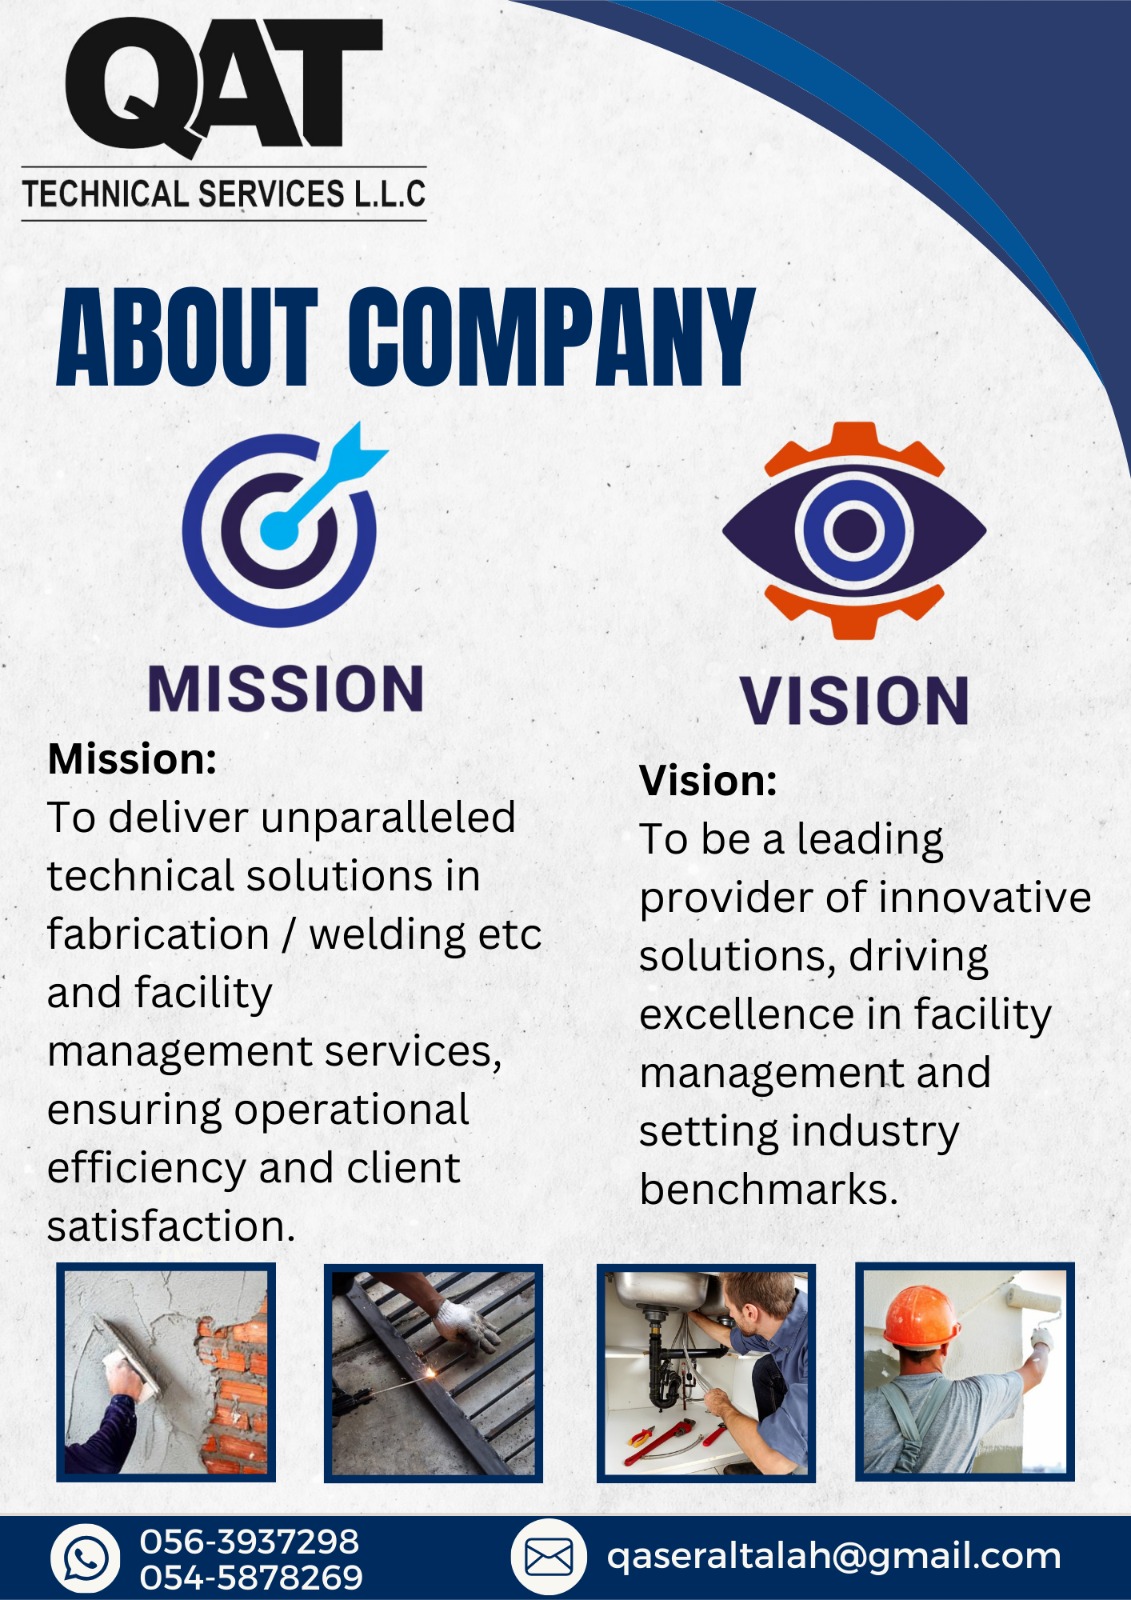 QAT
TECHNICAL SERVICES L.L.C
ABOUT COMPANY
MISSION
Mission:
To deliver unparalleled
technical solutions in
fabrication / welding etc
and facility
management services,
ensuring operational
efficiency and client
satisfaction.
VISION
Vision:
To be a leading
provider of innovative
solutions, driving
excellence in facility
management and
setting industry
benchmarks.
056-3937298
054-5878269
qaseraltalah@gmail.com